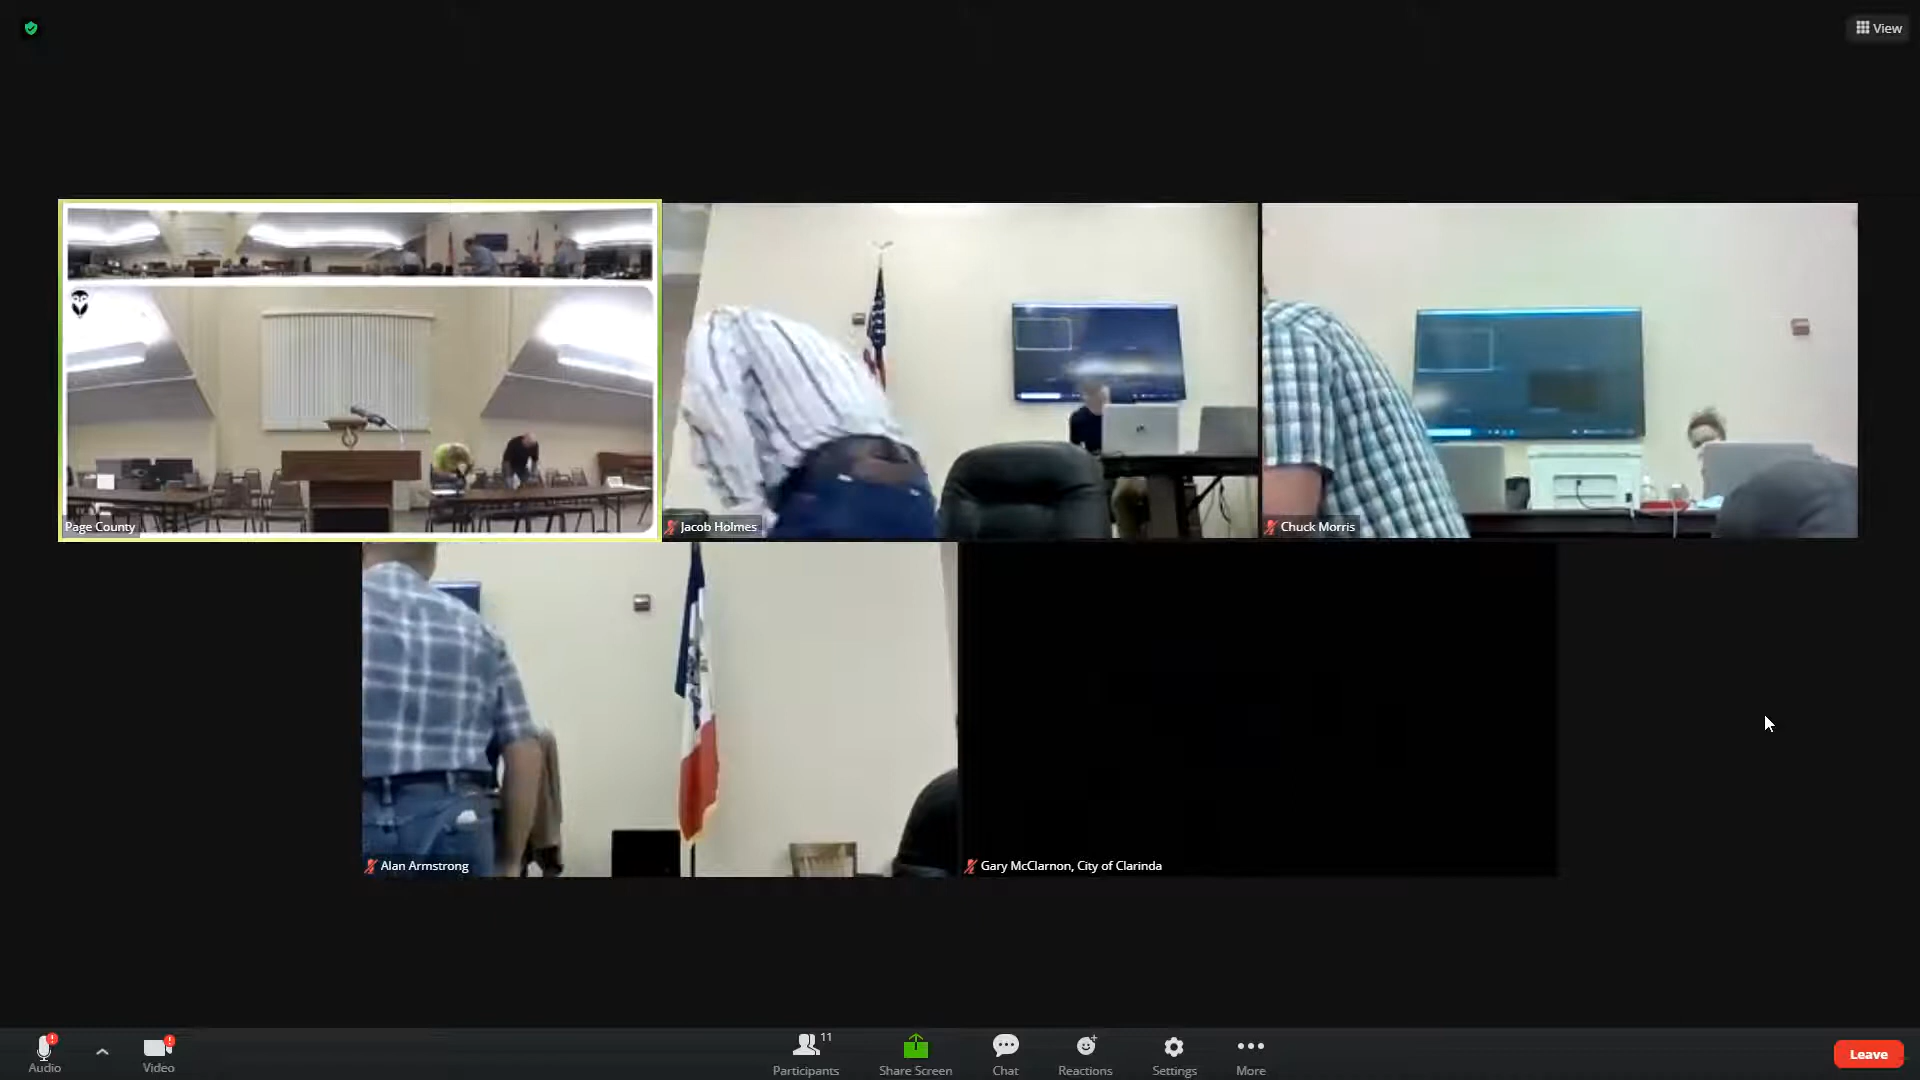 View
Page County
Jacob Holmes
Chuck Morris
Alan Armstrong
Gary McClarnon, City of Clarinda
Audio
Video
11
Participants
Share Screen
Chat
Reactions
Settings
More
Leave